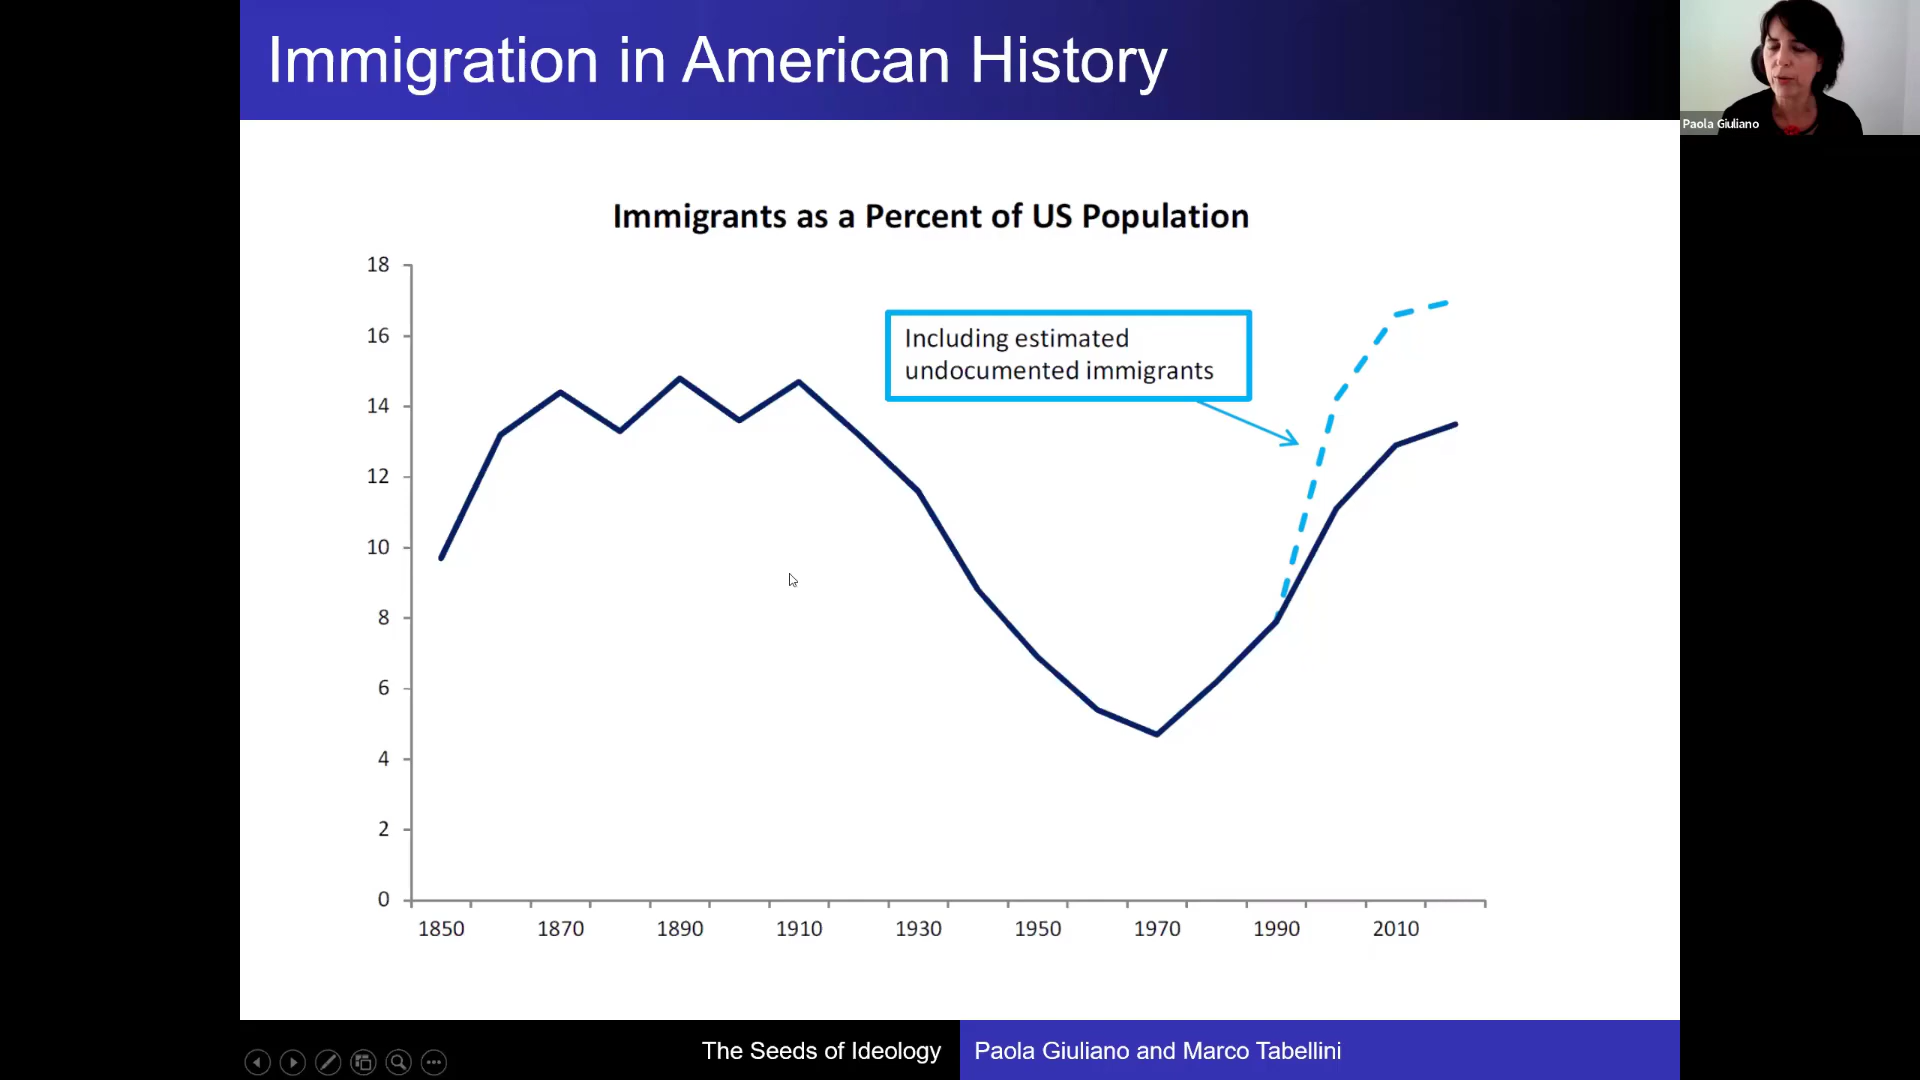 Immigration in American History
Paola Giuliano
Immigrants as a Percent of US Population
18
16
14
12
10
8
6
4
2
0
Including estimated
undocumented immigrants
1850 1870 1890 1910 1930 1950 1970 1990 2010
The Seeds of Ideology
Paola Giuliano and Marco Tabellini